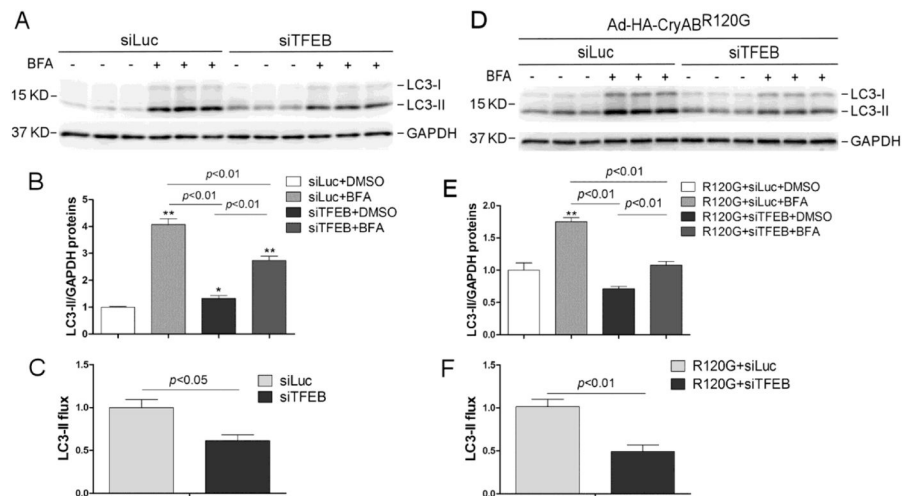 A
siLuc
siTFEB
BFA - - - + + + - - - + + +
LC3-I
15 KD
LC3-II
37 KD
GAPDH
B
siLuc+DMSO
siLuc+BFA
siTFEB+DMSO
siTFEB+BFA
p<0.01
p<0.01
p<0.01
LC3-II/GAPDH proteins
5
4
3
2
1
0
**
*
**
C
siLuc
siTFEB
p<0.05
LC3-II flux
1.5
1.0
0.5
0.0
D
Ad-HA-CryABR120G
siLuc
siTFEB
BFA - - - + + + - - - + + +
LC3-I
15 KD
LC3-II
37 KD
GAPDH
E
R120G+siLuc+DMSO
R120G+siLuc+BFA
R120G+siTFEB+DMSO
R120G+siTFEB+BFA
p<0.01
p<0.01
p<0.01
LC3-II/GAPDH proteins
2.0
1.5
1.0
0.5
0.0
**
F
R120G+siLuc
R120G+siTFEB
p<0.01
LC3-II flux
1.5
1.0
0.5
0.0